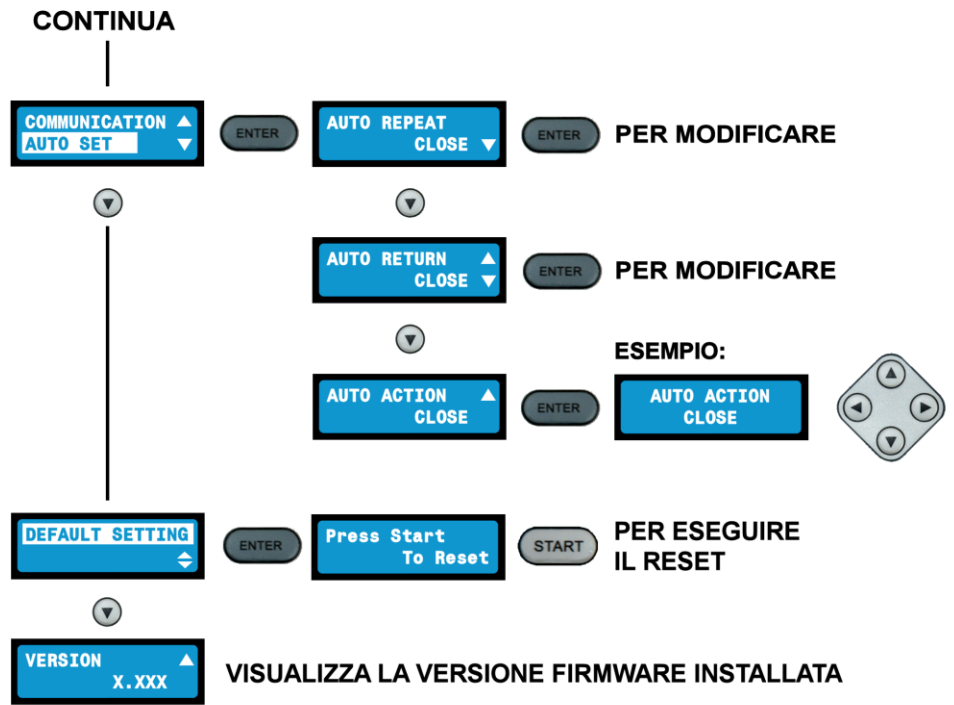 CONTINUA
COMMUNICATION
AUTO SET
ENTER
AUTO REPEAT
CLOSE
ENTER
PER MODIFICARE
AUTO RETURN
CLOSE
ENTER
PER MODIFICARE
ESEMPIO:
AUTO ACTION
CLOSE
ENTER
AUTO ACTION
CLOSE
DEFAULT SETTING
ENTER
Press Start
To Reset
START
PER ESEGUIRE
IL RESET
VERSION
X.XXX
VISUALIZZA LA VERSIONE FIRMWARE INSTALLATA